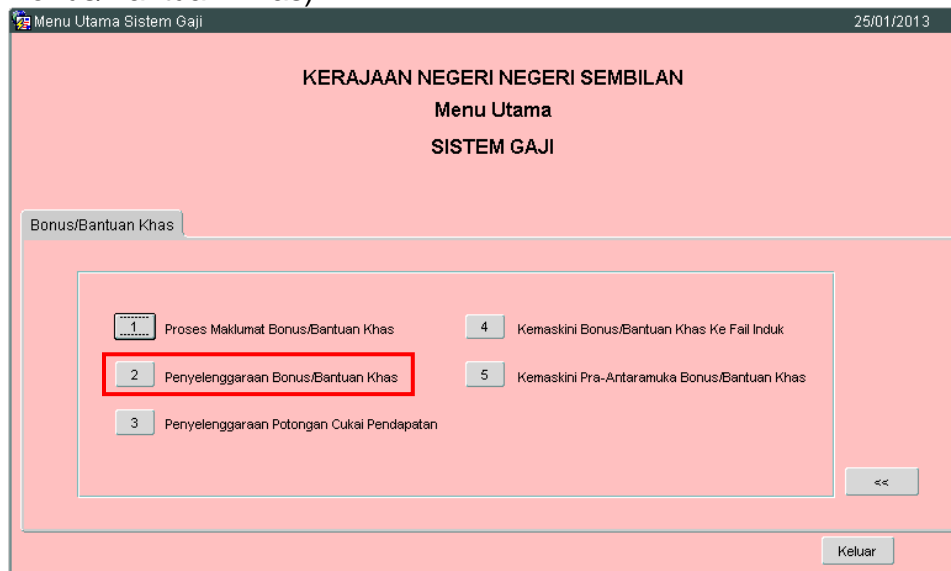 Menu Utama Sistem Gaji 25/01/2013
KERAJAAN NEGERI NEGERI SEMBILAN
Menu Utama
SISTEM GAJI
Bonus/Bantuan Khas
1 Proses Maklumat Bonus/Bantuan Khas
4 Kemaskini Bonus/Bantuan Khas Ke Fail Induk
2 Penyelenggaraan Bonus/Bantuan Khas
5 Kemaskini Pra-Antaramuka Bonus/Bantuan Khas
3 Penyelenggaraan Potongan Cukai Pendapatan
<<
Keluar